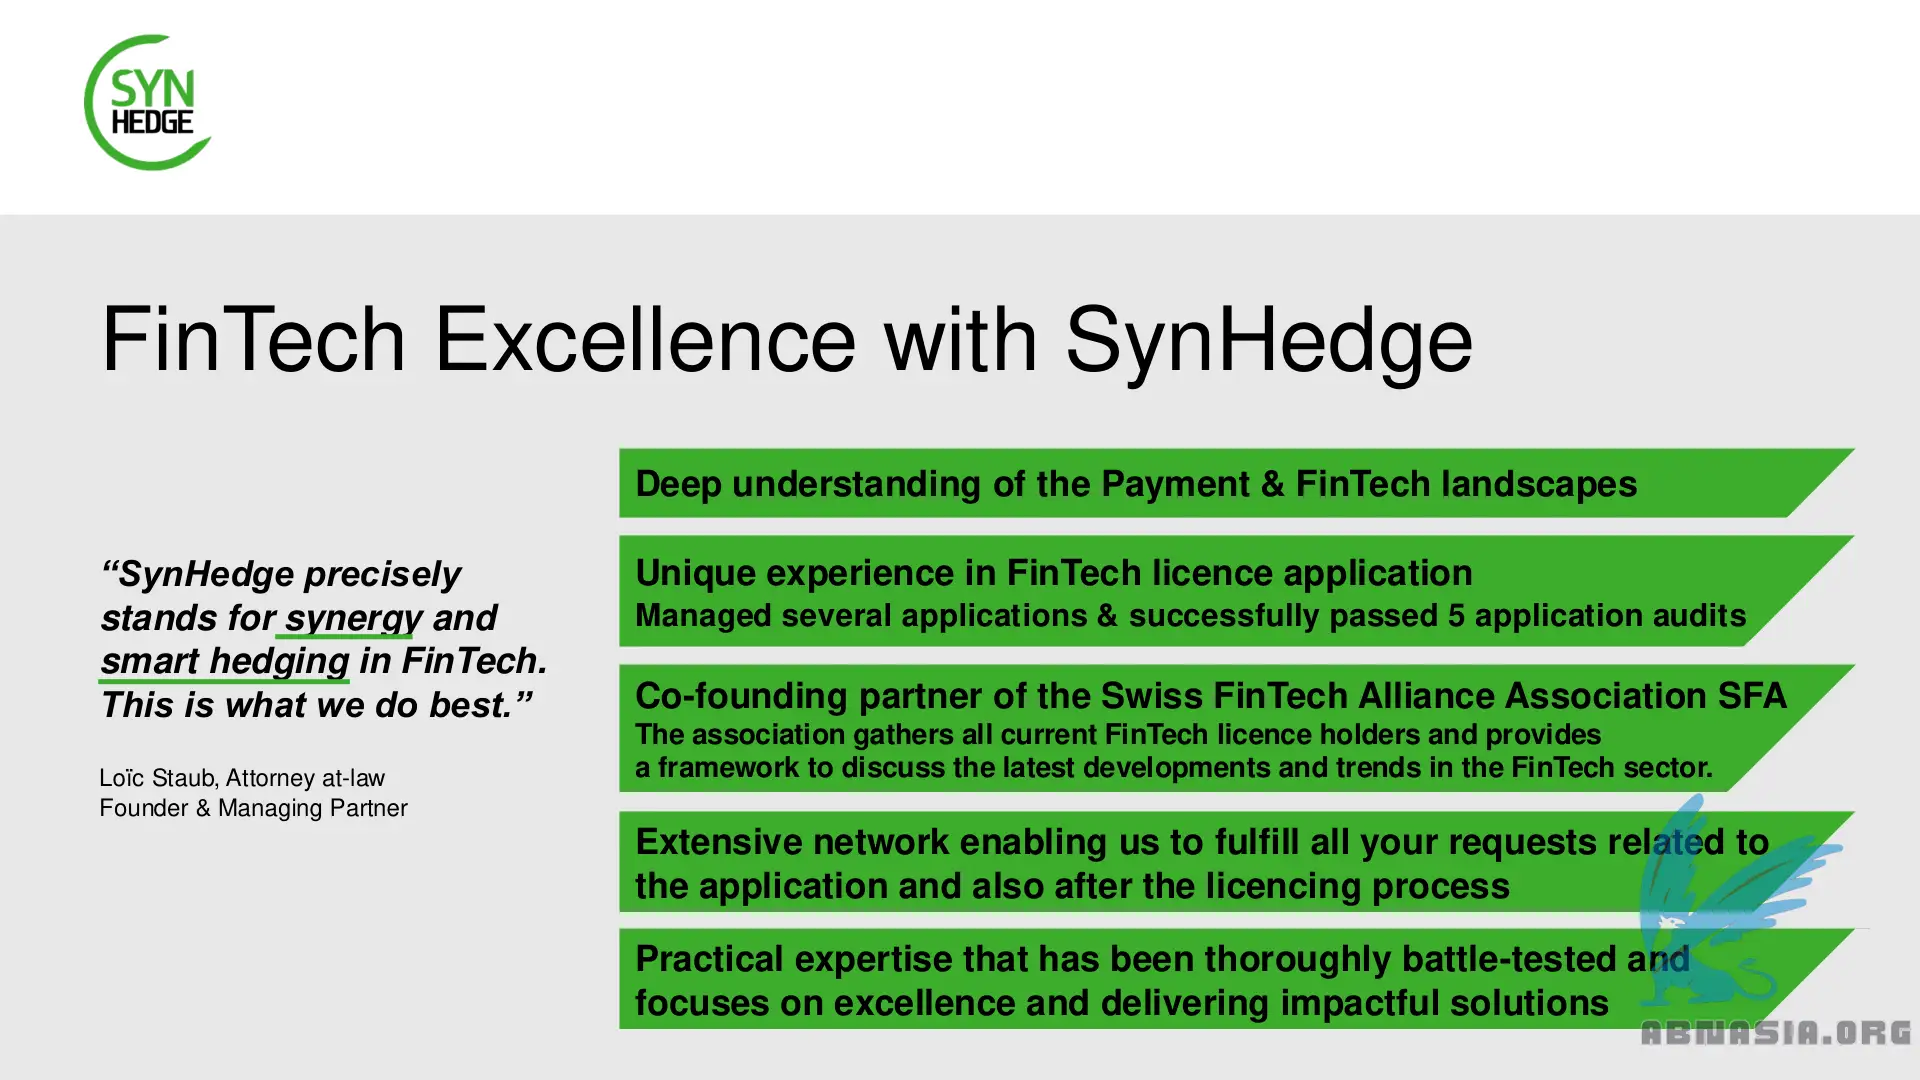 SYN
HEDGE
FinTech Excellence with SynHedge
“SynHedge precisely
stands for synergy and
smart hedging in FinTech.
This is what we do best.”
Loïc Staub, Attorney at-law
Founder & Managing Partner
Deep understanding of the Payment & FinTech landscapes
Unique experience in FinTech licence application
Managed several applications & successfully passed 5 application audits
Co-founding partner of the Swiss FinTech Alliance Association SFA
The association gathers all current FinTech licence holders and provides
a framework to discuss the latest developments and trends in the FinTech sector.
Extensive network enabling us to fulfill all your requests related to
the application and also after the licencing process
Practical expertise that has been thoroughly battle-tested and
focuses on excellence and delivering impactful solutions
ABNASIA.ORG